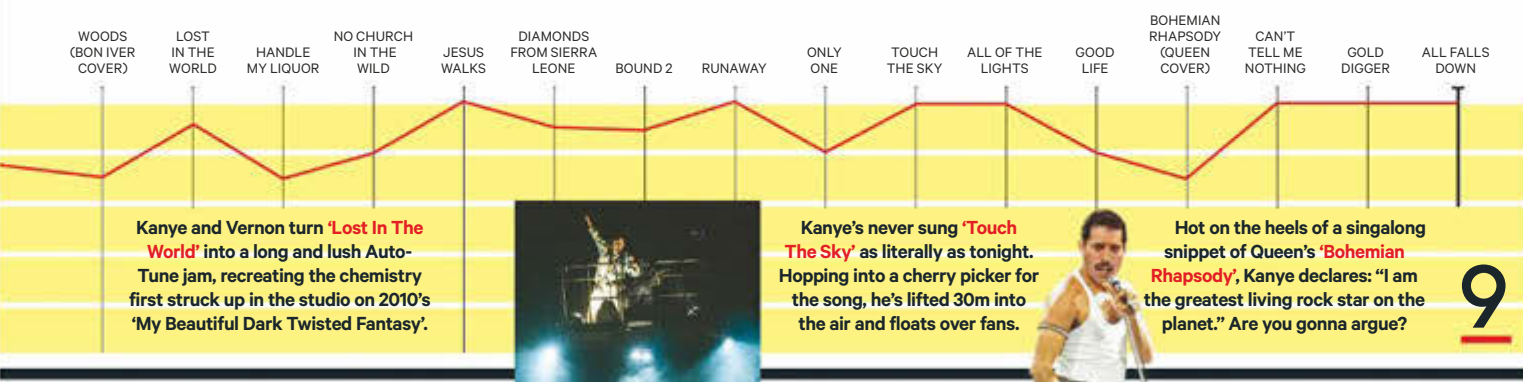 WOODS
(BON IVER
COVER)
LOST
IN THE
WORLD
HANDLE
MY LIQUOR
NO CHURCH
IN THE
WILD
JESUS
WALKS
DIAMONDS
FROM SIERRA
LEONE
BOUND 2
RUNAWAY
ONLY
ONE
TOUCH
THE SKY
ALL OF THE
LIGHTS
GOOD
LIFE
BOHEMIAN
RHAPSODY
(QUEEN
COVER)
CAN'T
TELL ME
NOTHING
GOLD
DIGGER
ALL FALLS
DOWN
Kanye and Vernon turn ‘Lost In The
World’ into a long and lush Auto-
Tune jam, recreating the chemistry
first struck up in the studio on 2010’s
‘My Beautiful Dark Twisted Fantasy’.
Kanye’s never sung ‘Touch
The Sky’ as literally as tonight.
Hopping into a cherry picker for
the song, he’s lifted 30m into
the air and floats over fans.
Hot on the heels of a singalong
snippet of Queen’s ‘Bohemian
Rhapsody’, Kanye declares: “I am
the greatest living rock star on the
planet.” Are you gonna argue?
9